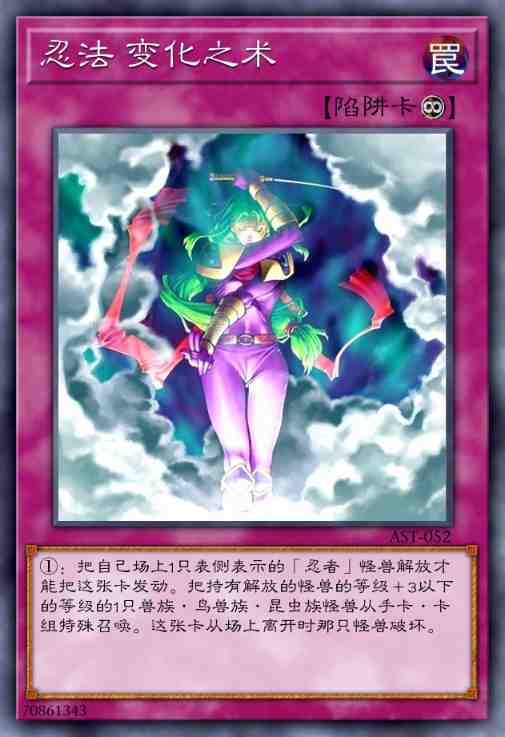 忍法 变化之术
罠
【陷阱卡♾】
AST-052
①：把自己场上1只表侧表示的「忍者」怪兽解放才
能把这张卡发动。把持有解放的怪兽的等级＋3以下
的等级的1只兽族·鸟兽族·昆虫族怪兽从手卡·卡
组特殊召唤。这张卡从场上离开时那只怪兽破坏。
70861343